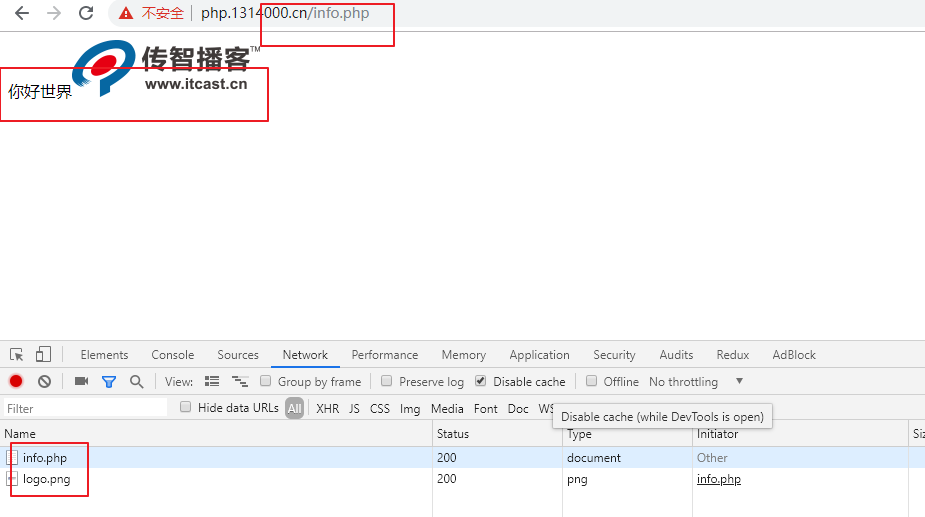 不安全 php.1314000.cn/info.php
传智播客™
www.itcast.cn
你好世界
Elements Console Sources Network Performance Memory Application Security Audits Redux AdBlock
View: Group by frame Preserve log Disable cache Offline No throttling
Filter Hide data URLs All XHR JS CSS Img Media Font Doc WS
Disable cache (while DevTools is open)
Name Status Type Initiator Siz
info.php 200 document Other
logo.png 200 png info.php